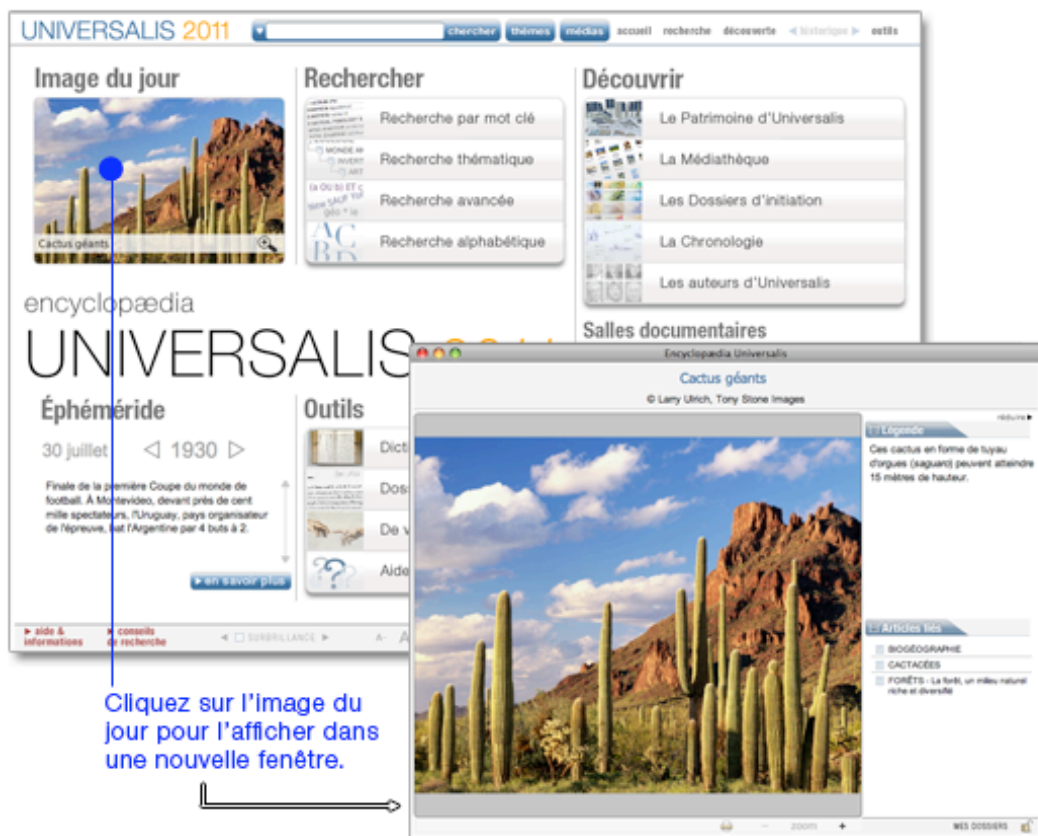 UNIVERSALIS 2011
chercher thèmes médias accueil recherche découverte historique outils
Image du jour
Cactus géants
Rechercher
Recherche par mot clé
Recherche thématique
Recherche avancée
Recherche alphabétique
Découvrir
Le Patrimoine d'Universalis
La Médiathèque
Les Dossiers d'initiation
La Chronologie
Les auteurs d'Universalis
Salles documentaires
encyclopædia
UNIVERSALIS
Éphéméride
30 juillet 1930
Finale de la première Coupe du monde de
football. À Montevideo, devant près de cent
mille spectateurs, l'Uruguay, pays organisateur
de l'épreuve, bat l'Argentine par 4 buts à 2.
en savoir plus
Outils
Dict
Doss
De v
Aide
aide &
informations
conseils
de recherche
SURBRILLANCE
A- A
Encyclopædia Universalis
Cactus géants
© Larry Ulrich, Tony Stone Images
réduire
Légende
Ces cactus en forme de tuyau
d'orgues (saguaro) peuvent atteindre
15 mètres de hauteur.
Articles liés
BIOGÉOGRAPHIE
CACTACÉES
FORÊTS - La forêt, un milieu naturel
riche et diversifié
- zoom +
MES DOSSIERS
Cliquez sur l'image du
jour pour l'afficher dans
une nouvelle fenêtre.